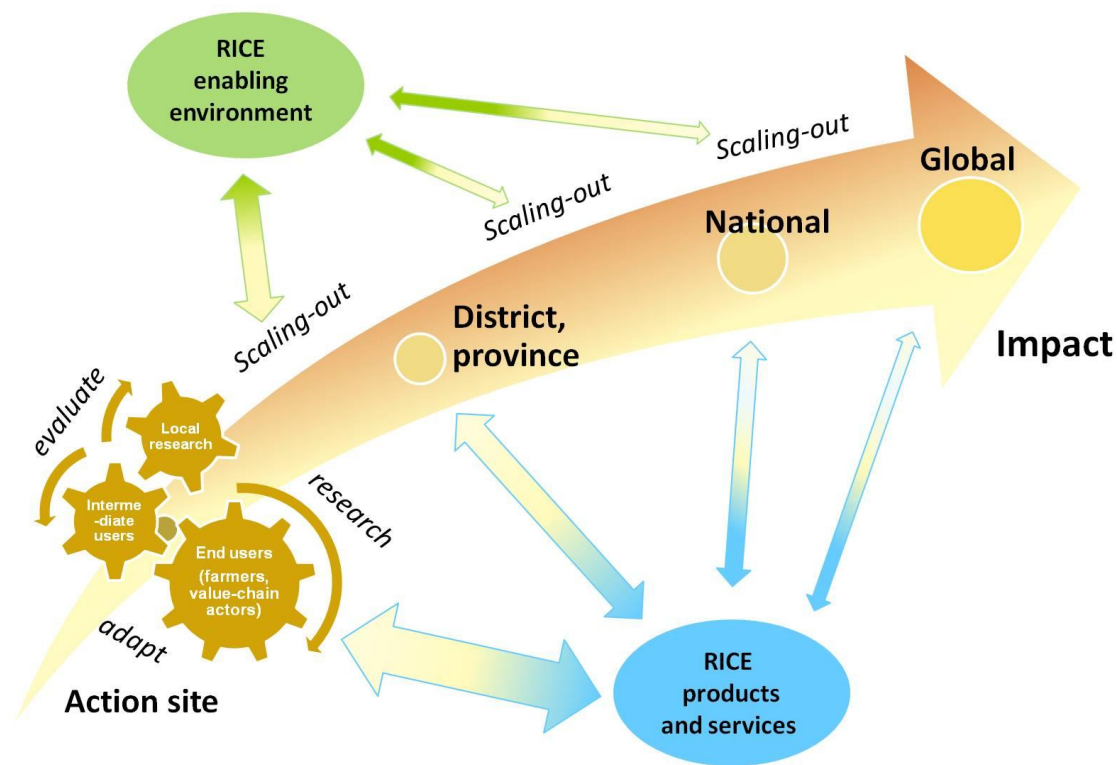 RICE
enabling
environment
Scaling-out
Global
Scaling-out
National
Scaling-out
District,
province
Impact
evaluate
Local
research
research
Interme
-diate
users
End users
(farmers,
value-chain
actors)
adapt
Action site
RICE
products
and services